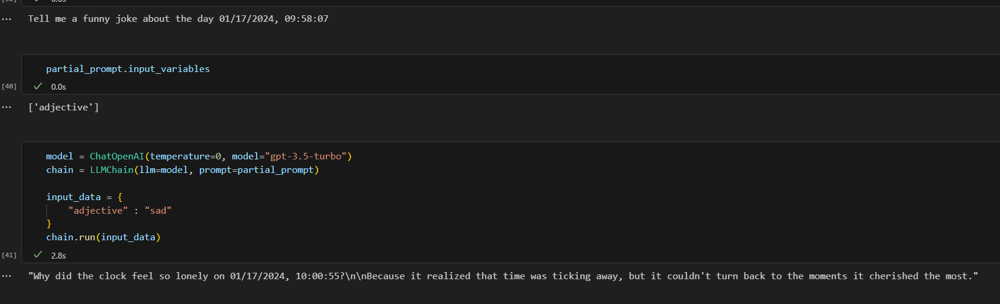 [38]
0.0s
... Tell me a funny joke about the day 01/17/2024, 09:58:07
partial_prompt.input_variables
[40]
0.0s
... ['adjective']
model = ChatOpenAI(temperature=0, model="gpt-3.5-turbo")
chain = LLMChain(llm=model, prompt=partial_prompt)
input_data = {
"adjective" : "sad"
}
chain.run(input_data)
[41]
2.8s
... "Why did the clock feel so lonely on 01/17/2024, 10:00:55?\n\nBecause it realized that time was ticking away, but it couldn't turn back to the moments it cherished the most."